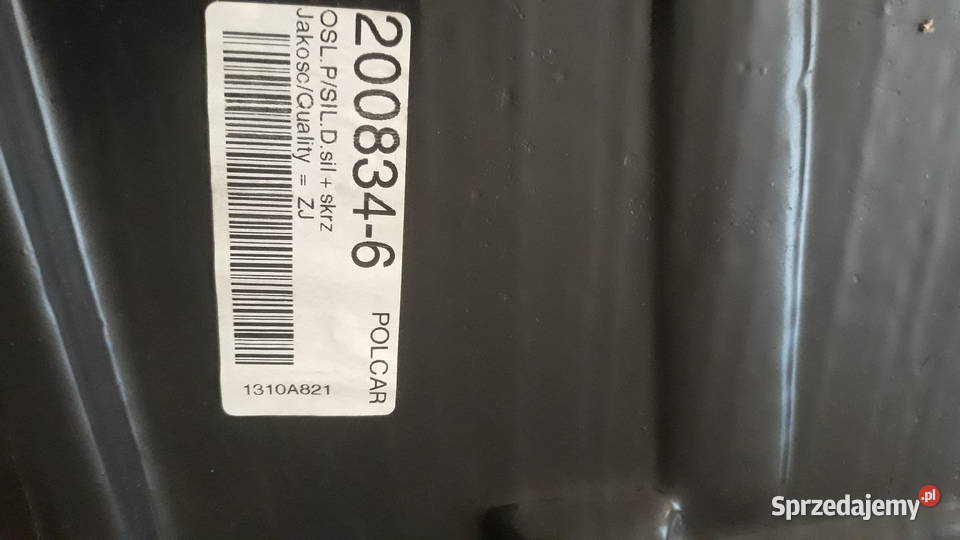 200834-6 POLCAR
OSL.P/SIL.D.sil + skrz
Jakosc/Quality = ZJ
1310A821
Sprzedajemy.pl